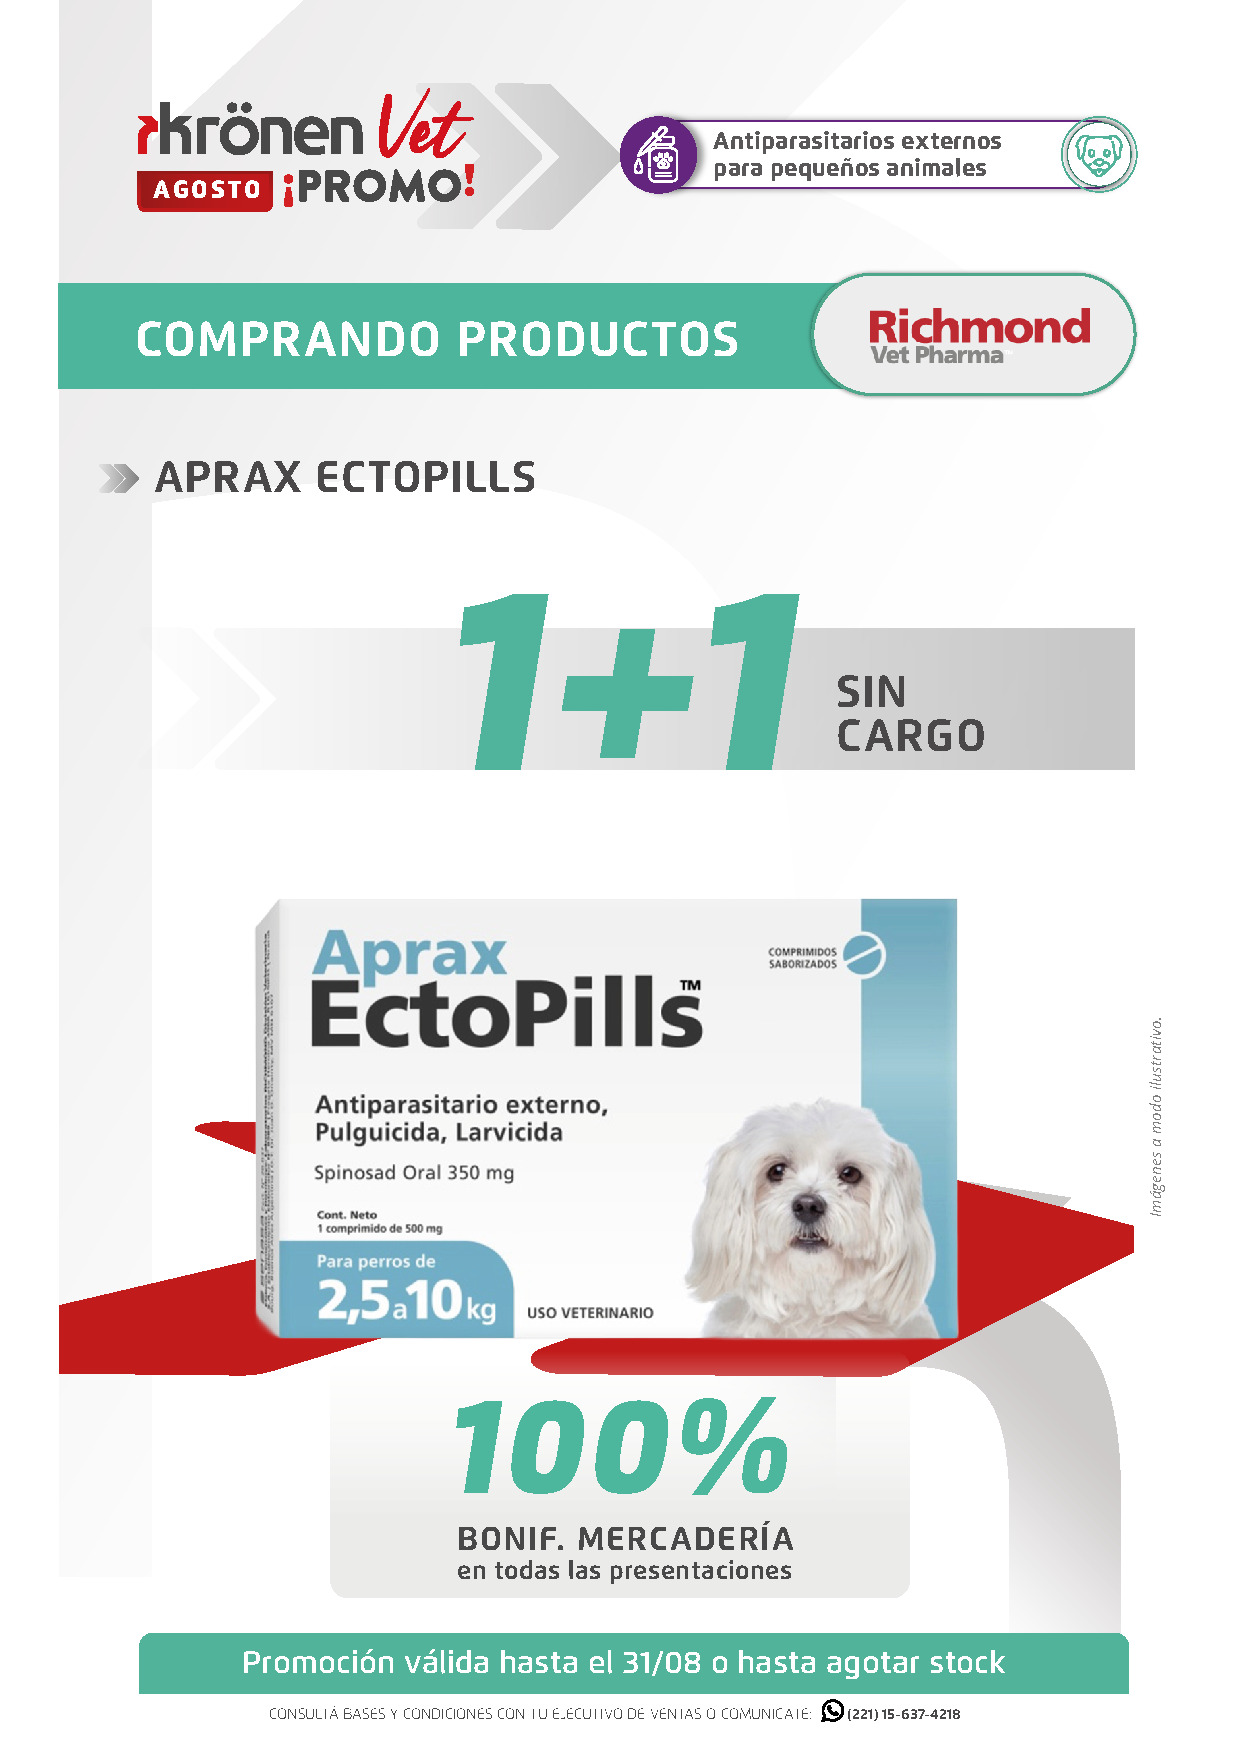 krönen Vet
AGOSTO ¡PROMO!
Antiparasitarios externos
para pequeños animales
COMPRANDO PRODUCTOS
Richmond
Vet Pharma
APRAX ECTOPILLS
1+1
SIN
CARGO
Aprax
EctoPills™
COMPRIMIDOS
SABORIZADOS
Antiparasitario externo,
Pulguicida, Larvicida
Spinosad Oral 350 mg
Cont. Neto
1 comprimido de 500 mg
Para perros de
2,5 a 10 kg
USO VETERINARIO
Imágenes a modo ilustrativo.
100%
BONIF. MERCADERÍA
en todas las presentaciones
Promoción válida hasta el 31/08 o hasta agotar stock
CONSULTÁ BASES Y CONDICIONES CON TU EJECUTIVO DE VENTAS O COMUNICATE: (221) 15-637-4218